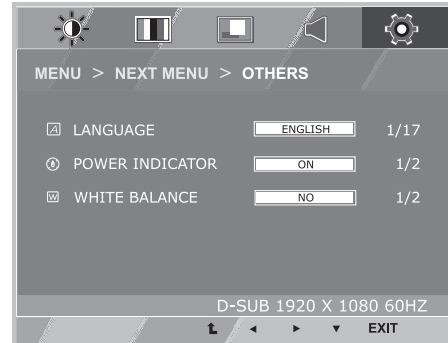 MENU > NEXT MENU > OTHERS
A LANGUAGE ENGLISH 1/17
POWER INDICATOR ON 1/2
W WHITE BALANCE NO 1/2
D-SUB 1920 X 1080 60HZ
EXIT